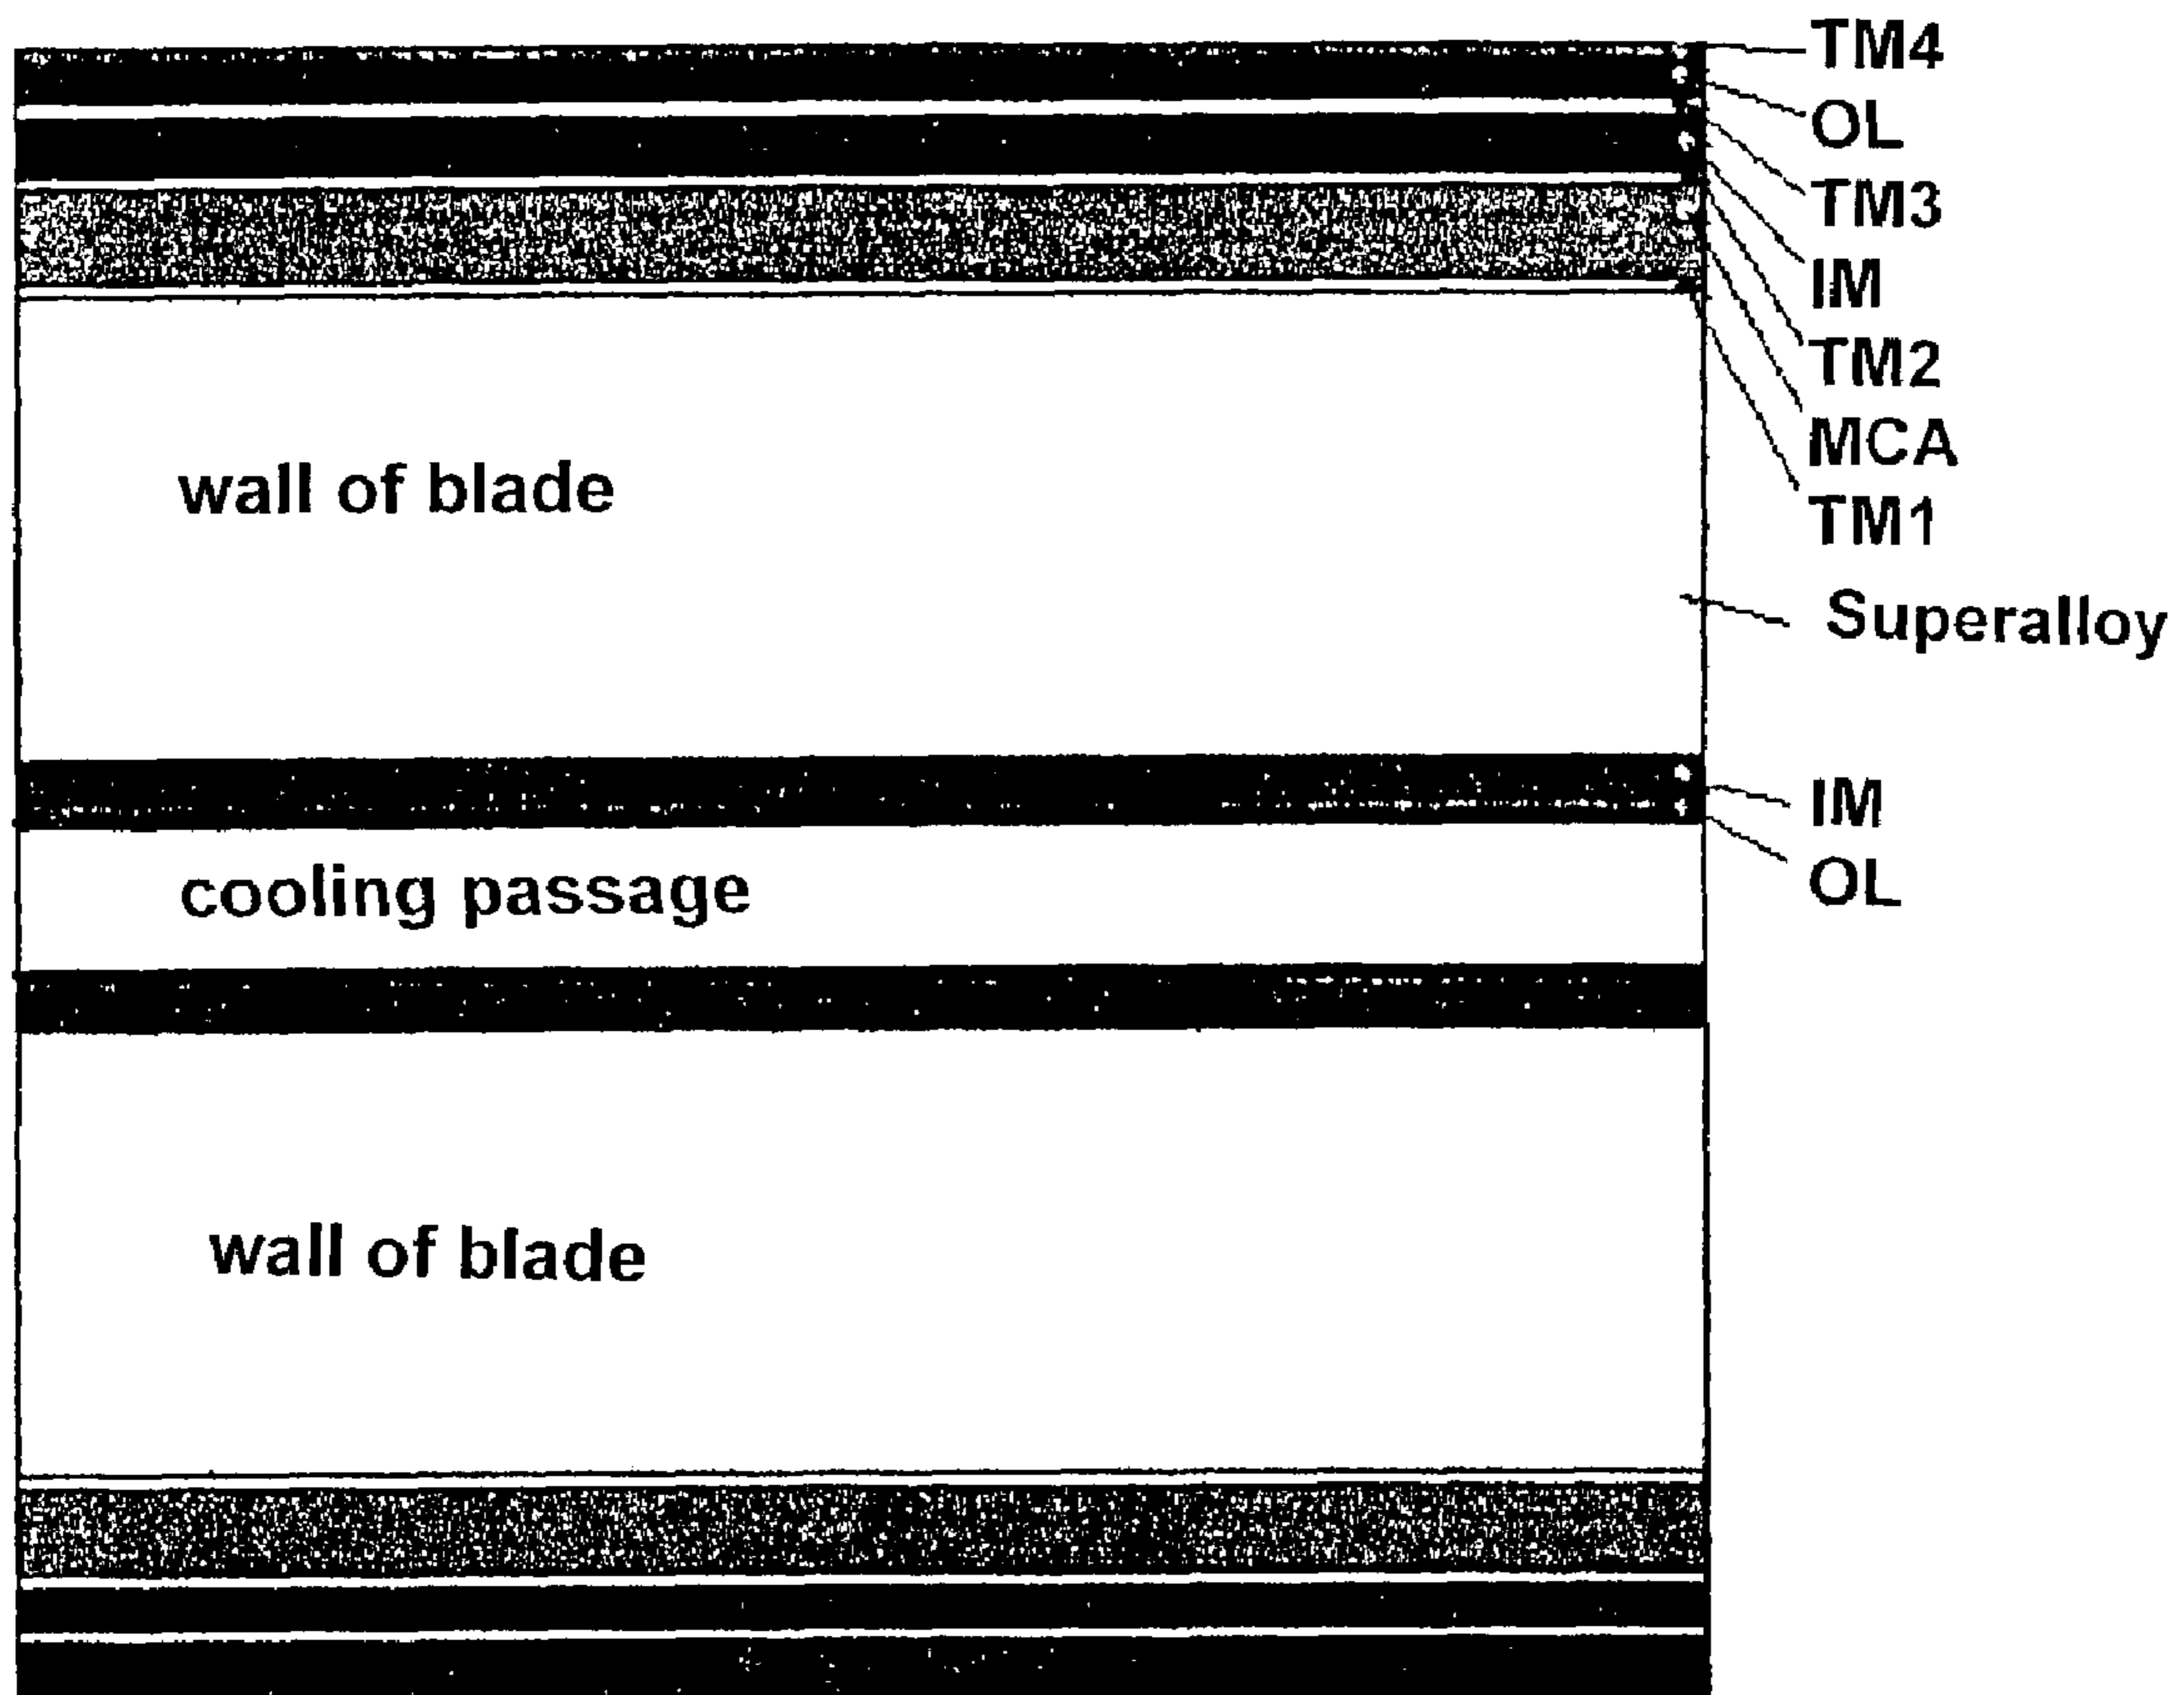 TM4
OL
TM3
IM
TM2
MCA
TM1
wall of blade
Superalloy
IM
OL
cooling passage
wall of blade